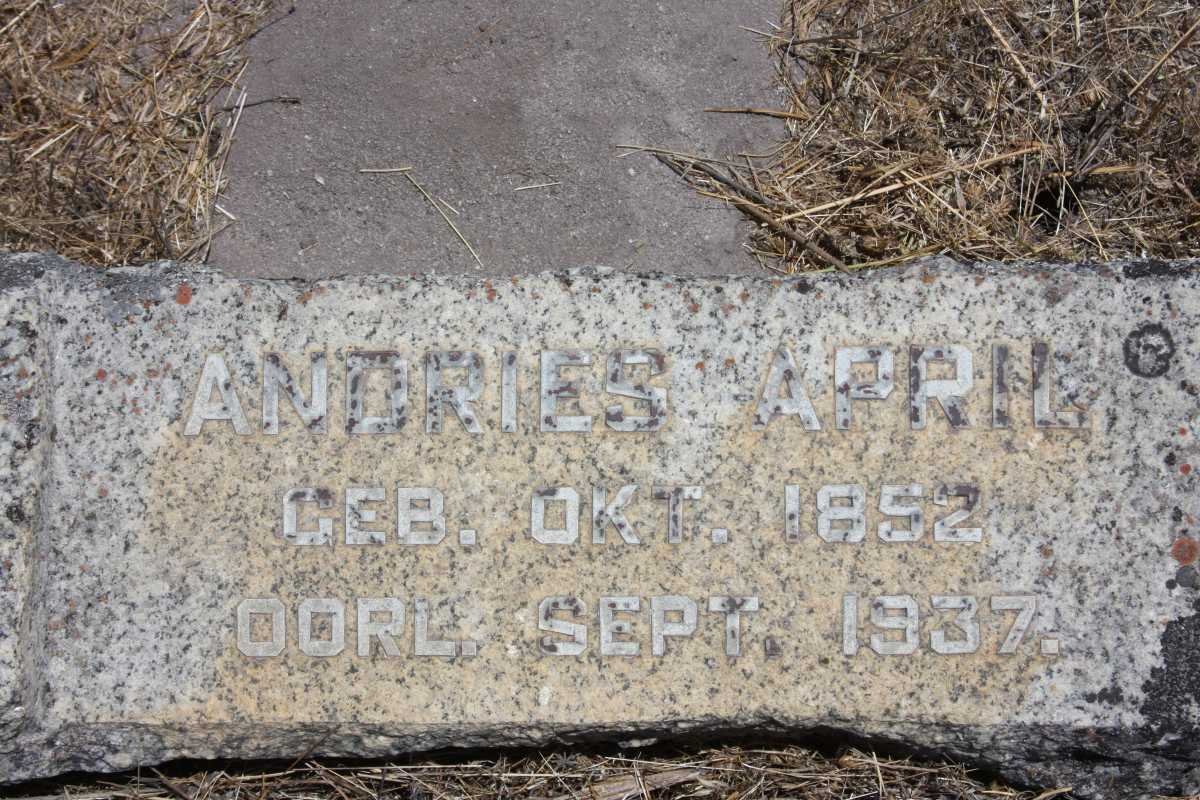 ANDRIES APRIL
GEB. OKT. 1852
OORL. SEPT. 1937.